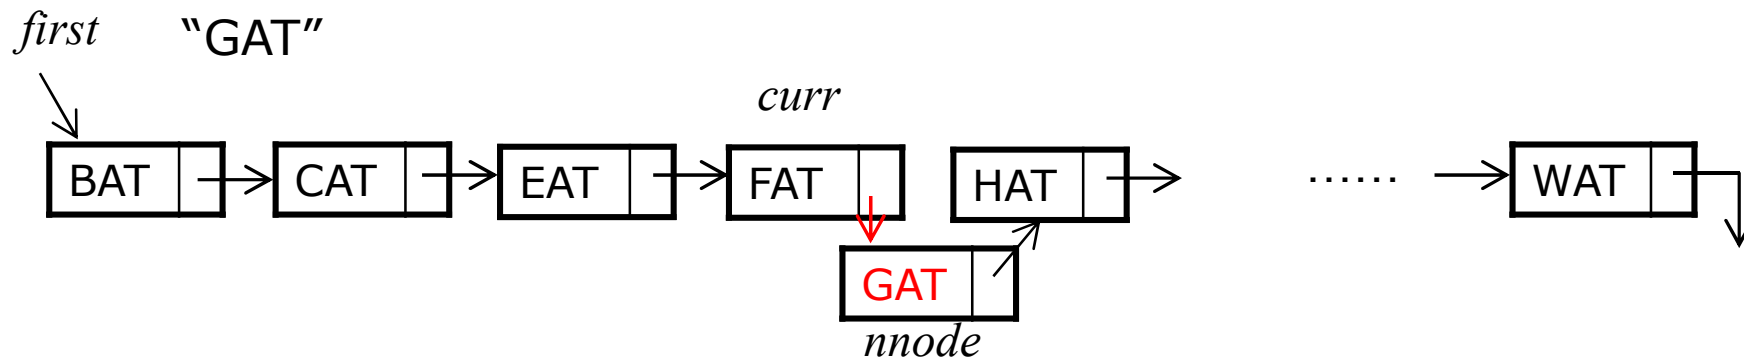 first “GAT”
curr
BAT CAT EAT FAT HAT ...... WAT
GAT
nnode